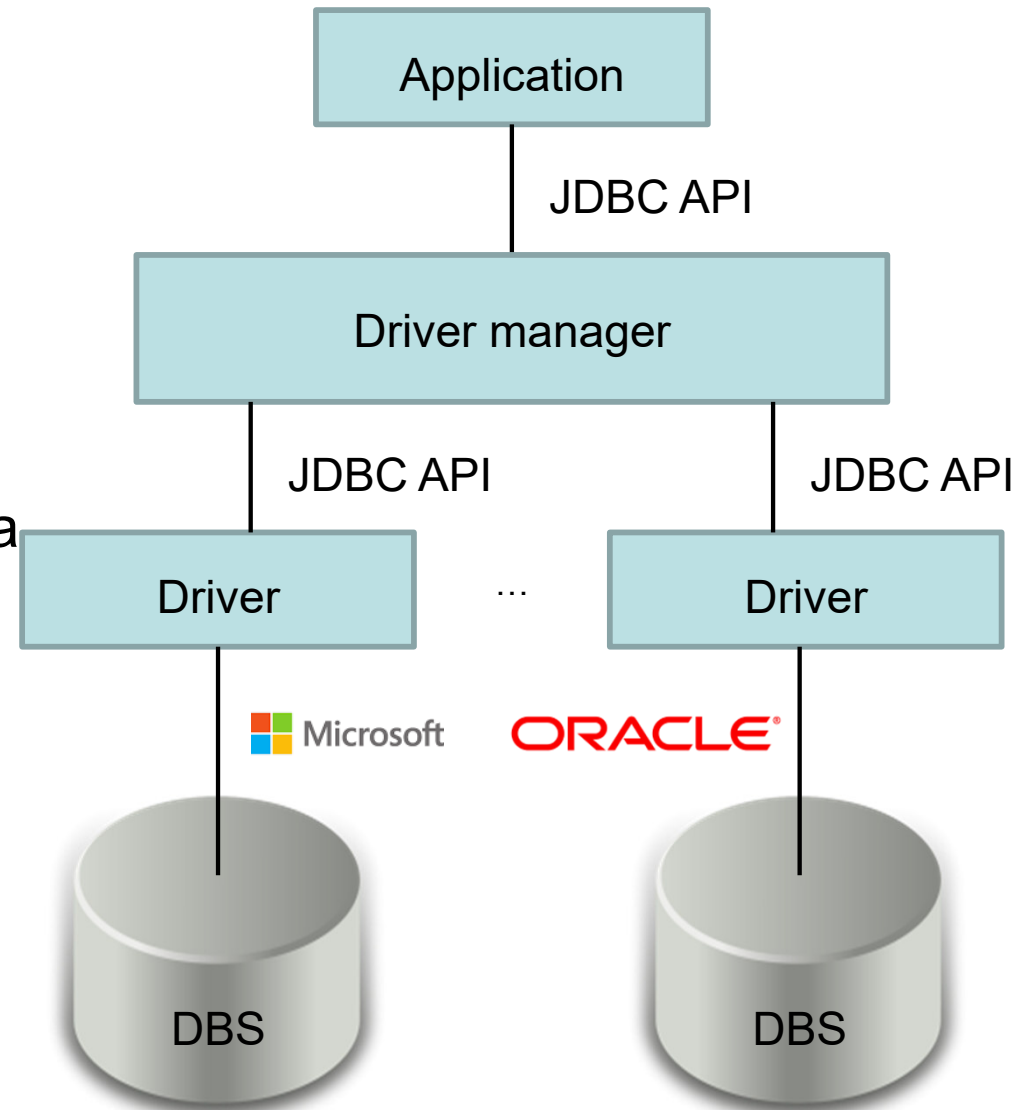 Application
JDBC API
Driver manager
JDBC API JDBC API
a
Driver ... Driver
Microsoft ORACLE®
DBS DBS